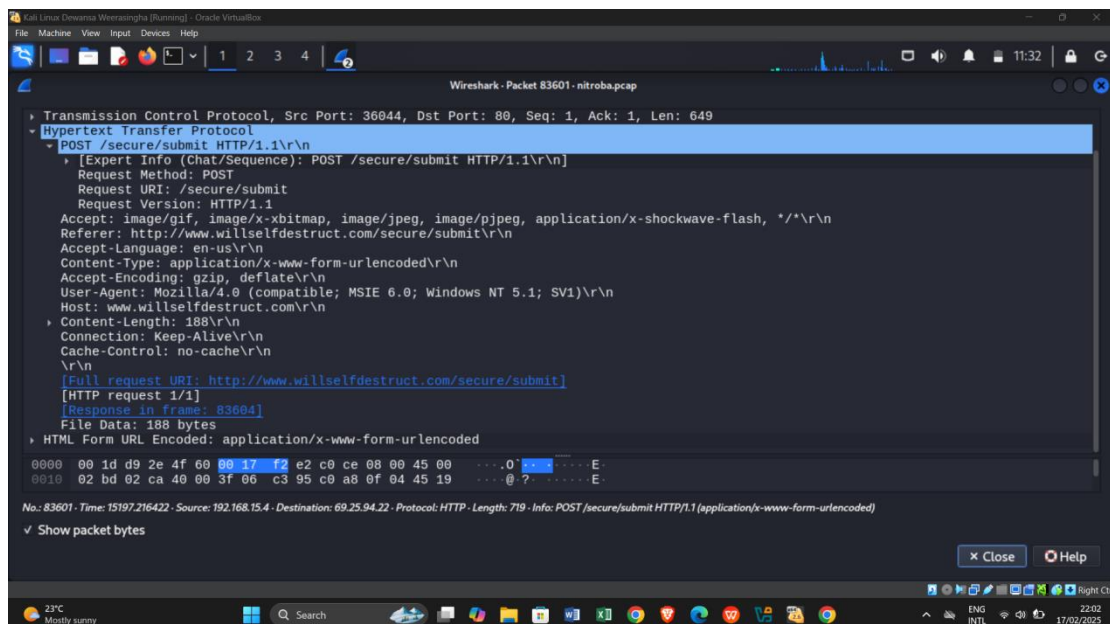 Kali Linux Dewansa Weerasingha [Running] - Oracle VirtualBox
File Machine View Input Devices Help
1 2 3 4 2 11:32
Wireshark · Packet 83601 · nitroba.pcap
Transmission Control Protocol, Src Port: 36044, Dst Port: 80, Seq: 1, Ack: 1, Len: 649
Hypertext Transfer Protocol
POST /secure/submit HTTP/1.1\r\n
[Expert Info (Chat/Sequence): POST /secure/submit HTTP/1.1\r\n]
Request Method: POST
Request URI: /secure/submit
Request Version: HTTP/1.1
Accept: image/gif, image/x-xbitmap, image/jpeg, image/pjpeg, application/x-shockwave-flash, */*\r\n
Referer: http://www.willselfdestruct.com/secure/submit\r\n
Accept-Language: en-us\r\n
Content-Type: application/x-www-form-urlencoded\r\n
Accept-Encoding: gzip, deflate\r\n
User-Agent: Mozilla/4.0 (compatible; MSIE 6.0; Windows NT 5.1; SV1)\r\n
Host: www.willselfdestruct.com\r\n
Content-Length: 188\r\n
Connection: Keep-Alive\r\n
Cache-Control: no-cache\r\n
\r\n
[Full request URI: http://www.willselfdestruct.com/secure/submit]
[HTTP request 1/1]
[Response in frame: 83604]
File Data: 188 bytes
HTML Form URL Encoded: application/x-www-form-urlencoded
0000 00 1d d9 2e 4f 60 00 17 f2 e2 c0 ce 08 00 45 00 ···.O`·· ······E·
0010 02 bd 02 ca 40 00 3f 06 c3 95 c0 a8 0f 04 45 19 ····@·?· ······E·
No.: 83601 · Time: 15197.216422 · Source: 192.168.15.4 · Destination: 69.25.94.22 · Protocol: HTTP · Length: 719 · Info: POST /secure/submit HTTP/1.1 (application/x-www-form-urlencoded)
Show packet bytes
Close Help
Right Ct
23°C
Mostly sunny
Search
ENG
INTL
22:02
17/02/2025